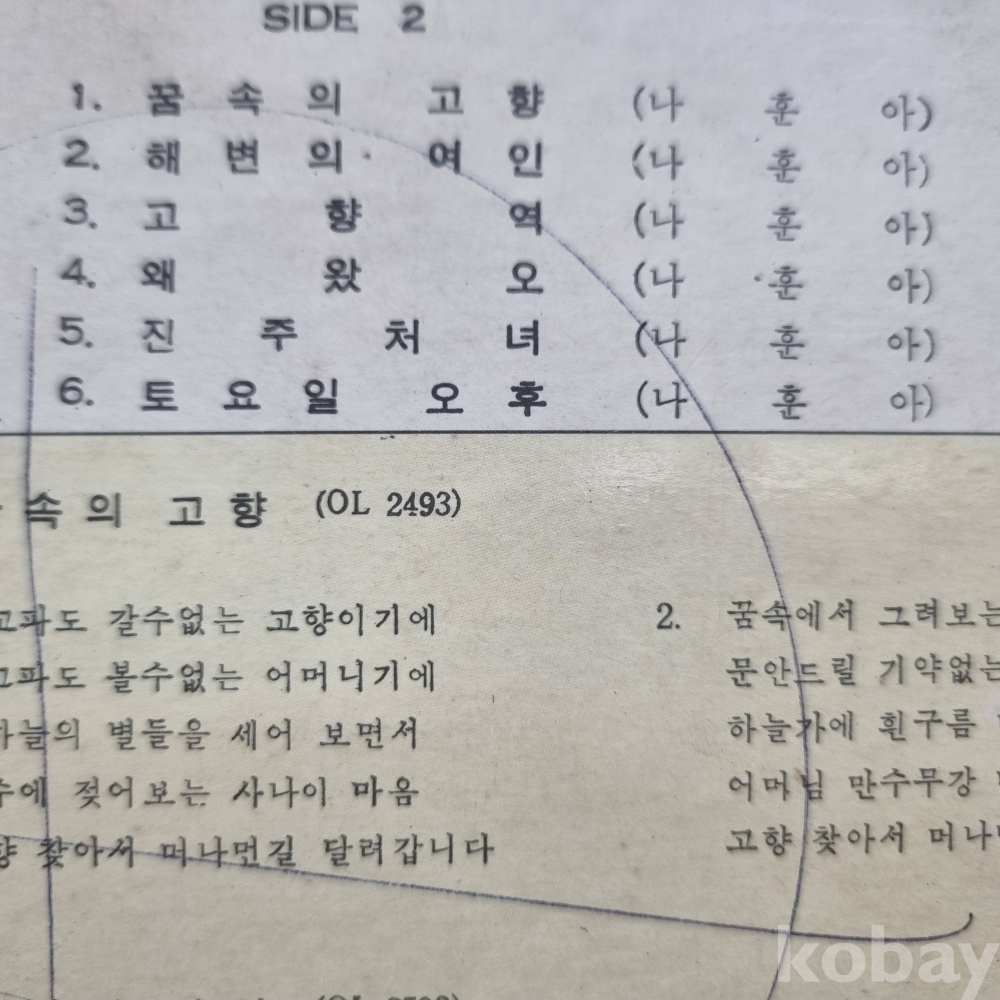 SIDE 2
1. 꿈 속 의 고 향 (나 훈 아)
2. 해 변 의 여 인 (나 훈 아)
3. 고 향 역 (나 훈 아)
4. 왜 왔 오 (나 훈 아)
5. 진 주 처 녀 (나 훈 아)
6. 토 요 일 오 후 (나 훈 아)
속 의 고 향 (OL 2493)
고파도 갈수없는 고향이기에
고파도 볼수없는 어머니기에
하늘의 별들을 세어 보면서
수에 젖어보는 사나이 마음
향 찾아서 머나먼길 달려갑니다
2. 꿈속에서 그려보는
문안드릴 기약없는
하늘가에 흰구름
어머님 만수무강
고향 찾아서 머나
kobay